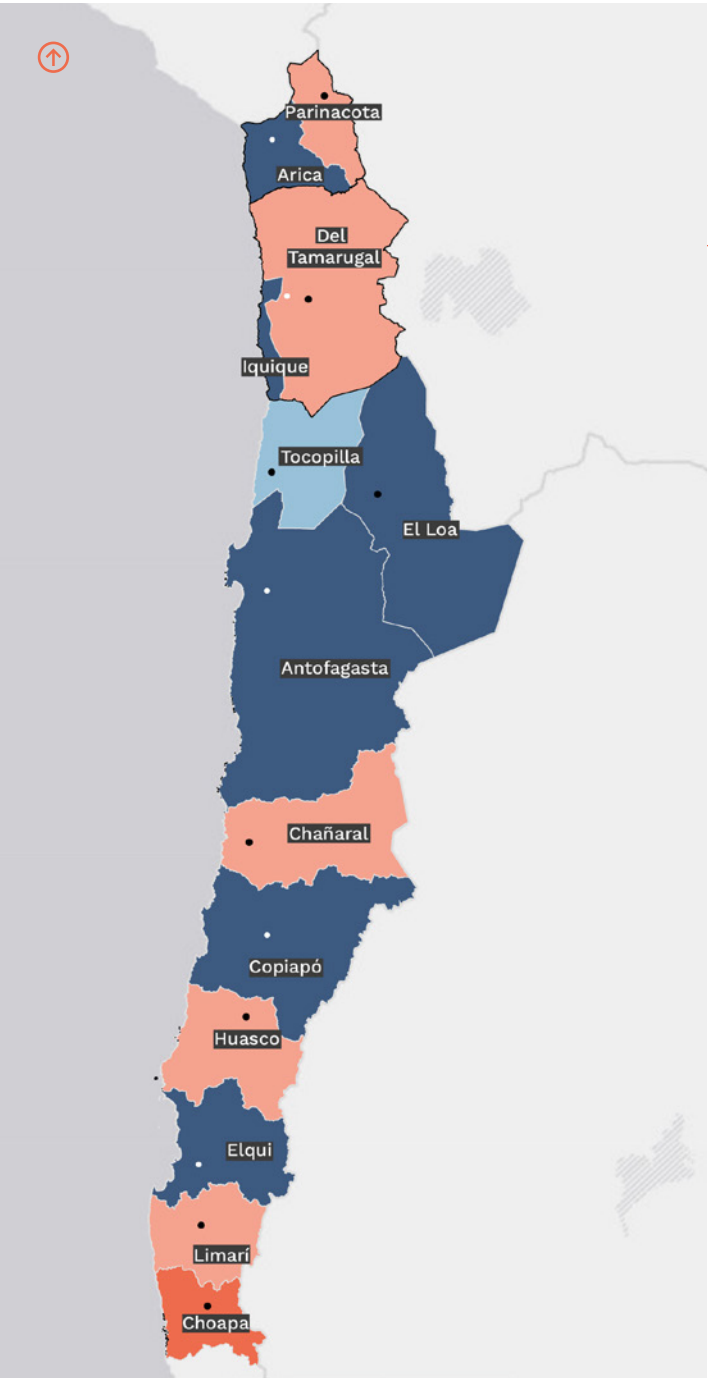 Parinacota
Arica
Del
Tamarugal
Iquique
Tocopilla
El Loa
Antofagasta
Chañaral
Copiapó
Huasco
Elqui
Limarí
Choapa